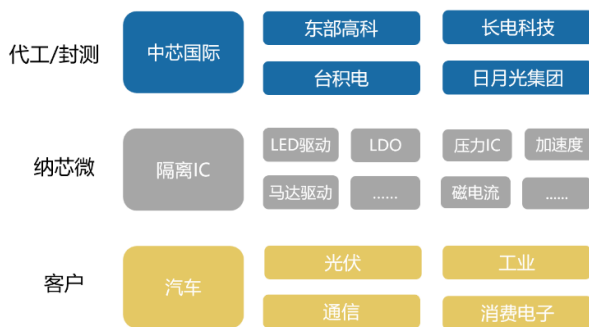 代工/封测
中芯国际
东部高科
长电科技
台积电
日月光集团
纳芯微
隔离IC
LED驱动
LDO
压力IC
加速度
马达驱动
......
磁电流
......
客户
汽车
光伏
工业
通信
消费电子